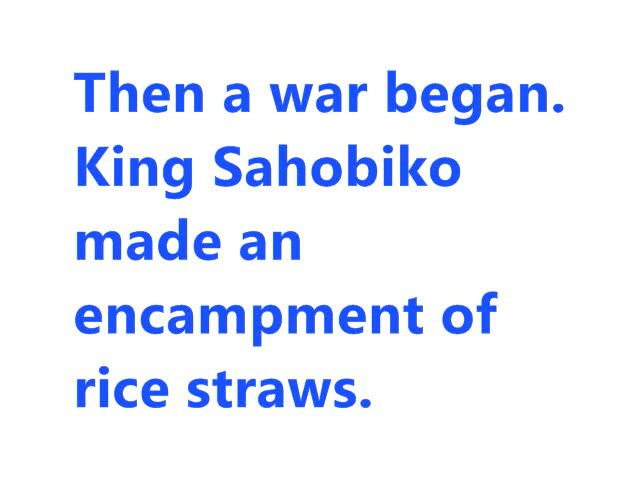 Then a war began.
King Sahobiko
made an
encampment of
rice straws.